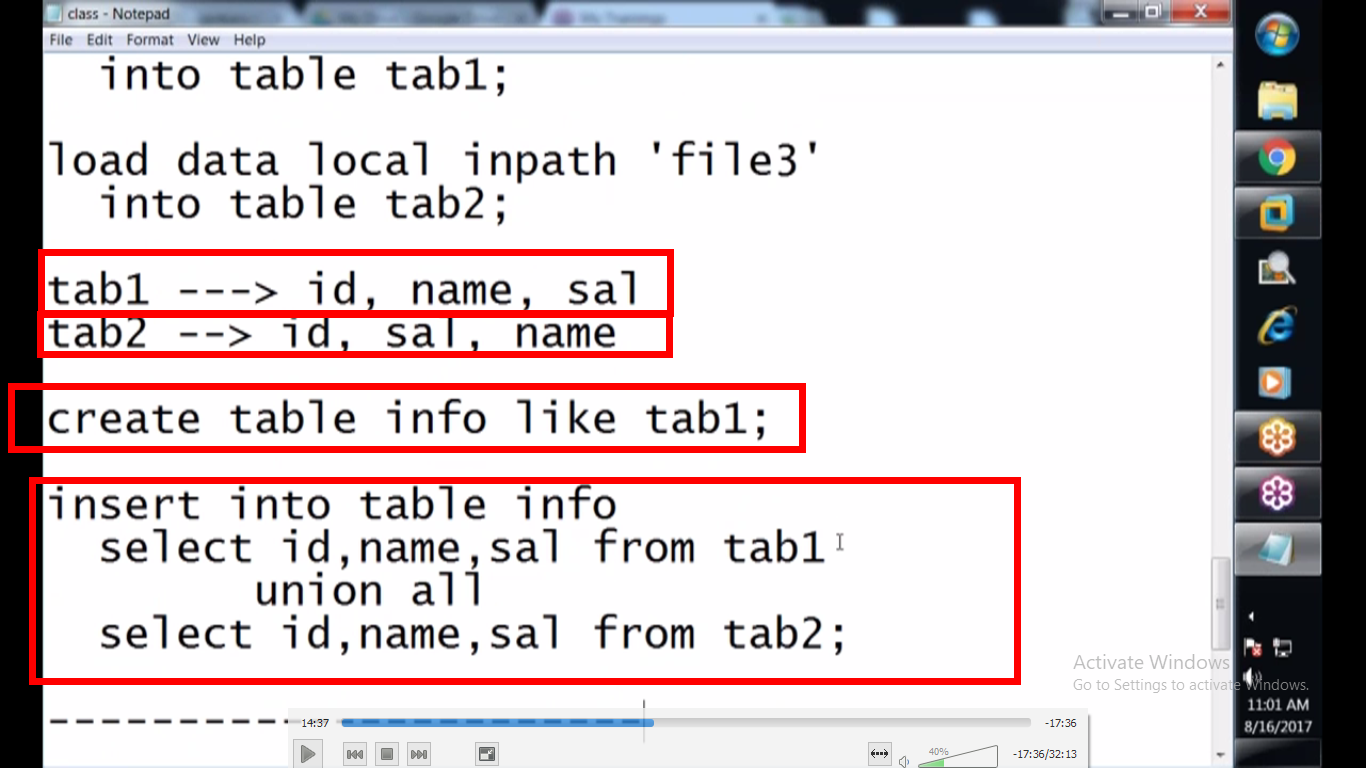 class - Notepad
File Edit Format View Help
into table tab1;
load data local inpath 'file3'
into table tab2;
tab1 ---> id, name, sal
tab2 --> id, sal, name
create table info like tab1;
insert into table info
select id,name,sal from tab1
union all
select id,name,sal from tab2;
Activate Windows
Go to Settings to activate Windows.
11:01 AM
8/16/2017
14:37
-17:36
40%
-17:36/32:13